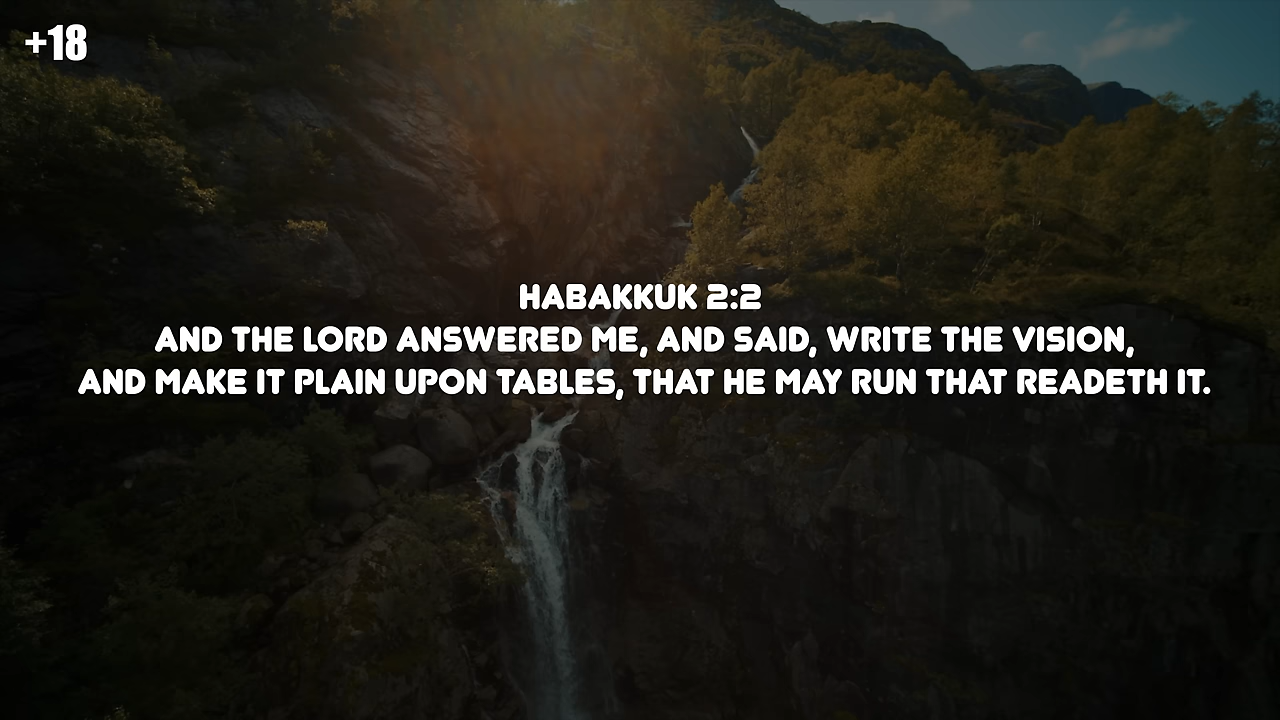 +18
HABAKKUK 2:2
AND THE LORD ANSWERED ME, AND SAID, WRITE THE VISION,
AND MAKE IT PLAIN UPON TABLES, THAT HE MAY RUN THAT READETH IT.